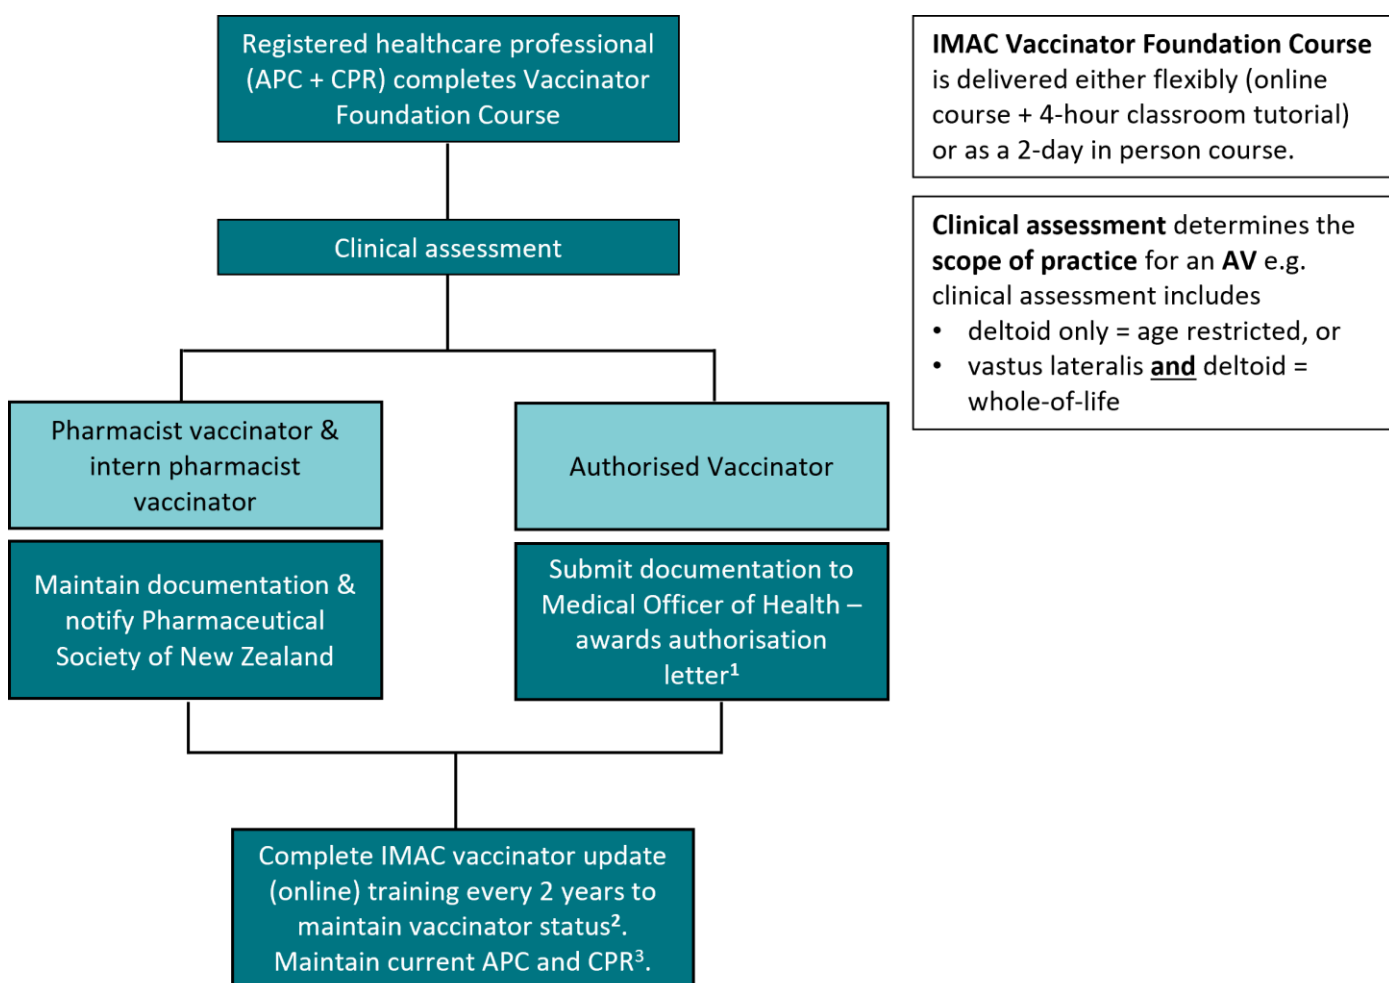 Registered healthcare professional
(APC + CPR) completes Vaccinator
Foundation Course
IMAC Vaccinator Foundation Course
is delivered either flexibly (online
course + 4-hour classroom tutorial)
or as a 2-day in person course.
Clinical assessment
Clinical assessment determines the
scope of practice for an AV e.g.
clinical assessment includes
• deltoid only = age restricted, or
• vastus lateralis and deltoid =
whole-of-life
Pharmacist vaccinator &
intern pharmacist
vaccinator
Authorised Vaccinator
Maintain documentation &
notify Pharmaceutical
Society of New Zealand
Submit documentation to
Medical Officer of Health –
awards authorisation
letter¹
Complete IMAC vaccinator update
(online) training every 2 years to
maintain vaccinator status².
Maintain current APC and CPR³.